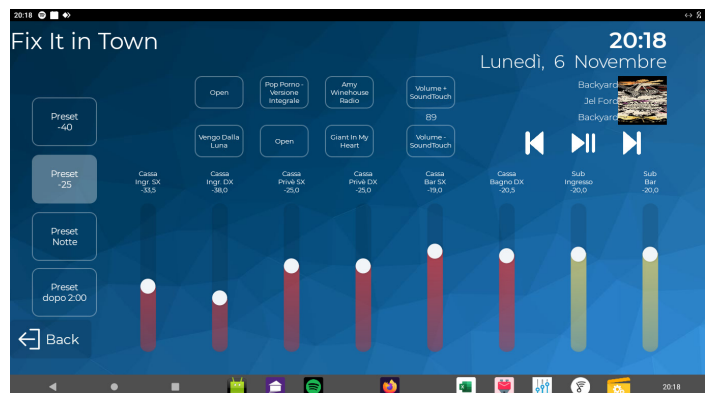 20:18
Fix It in Town
20:18
Lunedì, 6 Novembre
Open
Pop Porno -
Versione
Integrale
Amy
Winehouse
Radio
Volume +
SoundTouch
Backyard
Jel Ford
Backyard
89
Preset
-40
Vengo Dalla
Luna
Open
Giant In My
Heart
Volume -
SoundTouch
Preset
-25
Cassa
Ingr. SX
-33,5
Cassa
Ingr. DX
-38,0
Cassa
Privè SX
-25,0
Cassa
Privè DX
-25,0
Cassa
Bar SX
-19,0
Cassa
Bagno DX
-20,5
Sub
Ingresso
-20,0
Sub
Bar
-20,0
Preset
Notte
Preset
dopo 2:00
Back
20:18